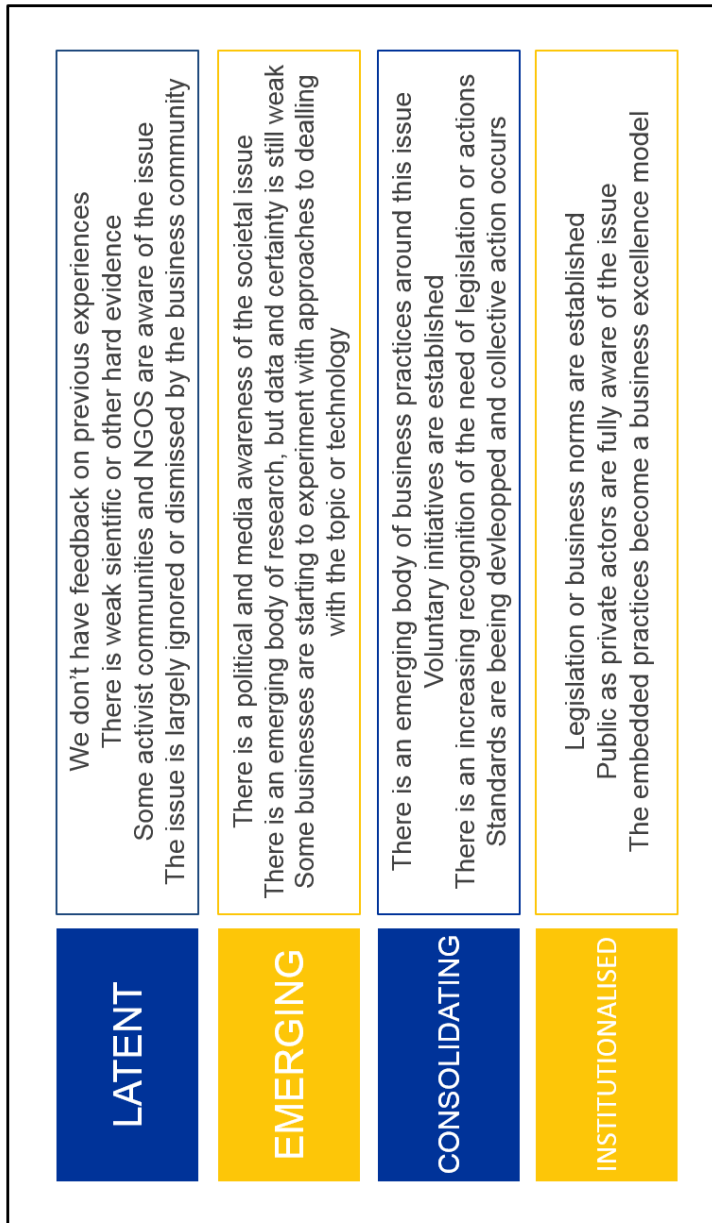 LATENT
We don't have feedback on previous experiences
There is weak sientific or other hard evidence
Some activist communities and NGOS are aware of the issue
The issue is largely ignored or dismissed by the business community
EMERGING
There is a political and media awareness of the societal issue
There is an emerging body of research, but data and certainty is still weak
Some businesses are starting to experiment with approaches to dealling
with the topic or technology
CONSOLIDATING
There is an emerging body of business practices around this issue
Voluntary initiatives are established
There is an increasing recognition of the need of legislation or actions
Standards are beeing devleopped and collective action occurs
INSTITUTIONALISED
Legislation or business norms are established
Public as private actors are fully aware of the issue
The embedded practices become a business excellence model